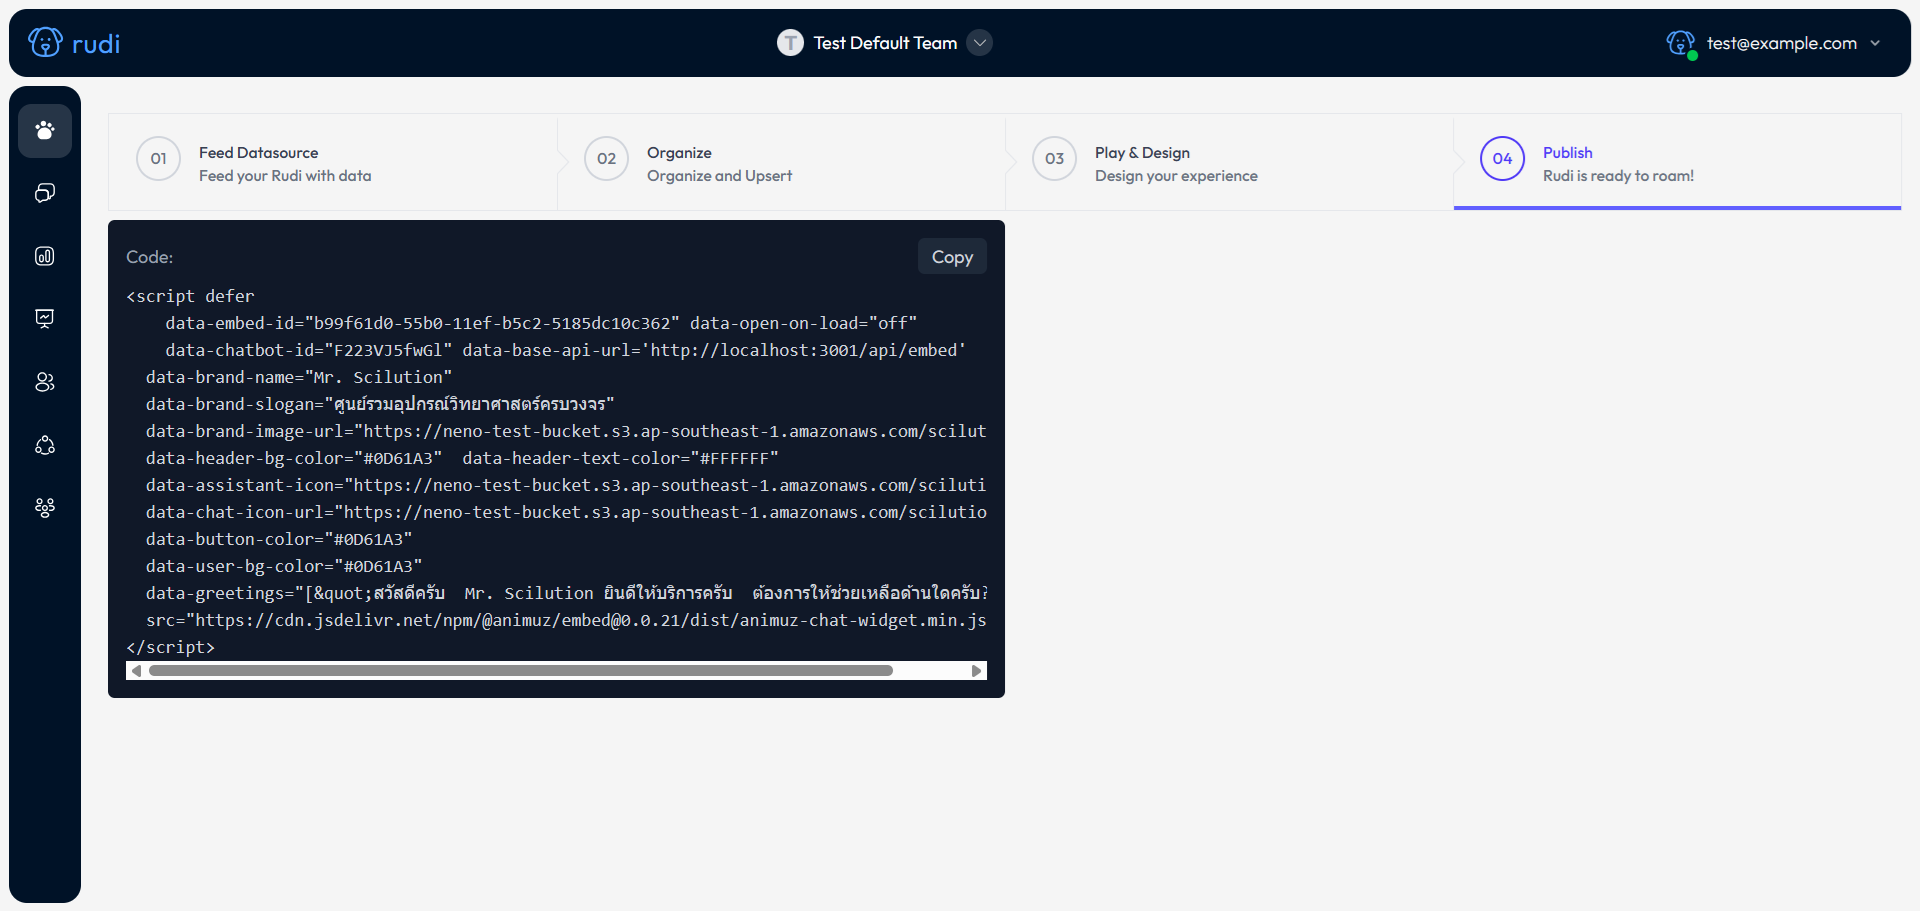 rudi
T Test Default Team
test@example.com
01
Feed Datasource
Feed your Rudi with data
02
Organize
Organize and Upsert
03
Play & Design
Design your experience
04
Publish
Rudi is ready to roam!
Code:
Copy
<script defer
data-embed-id="b99f61d0-55b0-11ef-b5c2-5185dc10c362" data-open-on-load="off"
data-chatbot-id="F223VJ5fwGl" data-base-api-url='http://localhost:3001/api/embed'
data-brand-name="Mr. Scilution"
data-brand-slogan="ศูนย์รวมอุปกรณ์วิทยาศาสตร์ครบวงจร"
data-brand-image-url="https://neno-test-bucket.s3.ap-southeast-1.amazonaws.com/scilut
data-header-bg-color="#0D61A3"  data-header-text-color="#FFFFFF"
data-assistant-icon="https://neno-test-bucket.s3.ap-southeast-1.amazonaws.com/sciluti
data-chat-icon-url="https://neno-test-bucket.s3.ap-southeast-1.amazonaws.com/scilutio
data-button-color="#0D61A3"
data-user-bg-color="#0D61A3"
data-greetings="[&quot;สวัสดีครับ  Mr. Scilution ยินดีให้บริการครับ  ต้องการให้ช่วยเหลือด้านใดครับ?
src="https://cdn.jsdelivr.net/npm/@animuz/embed@0.0.21/dist/animuz-chat-widget.min.js
</script>